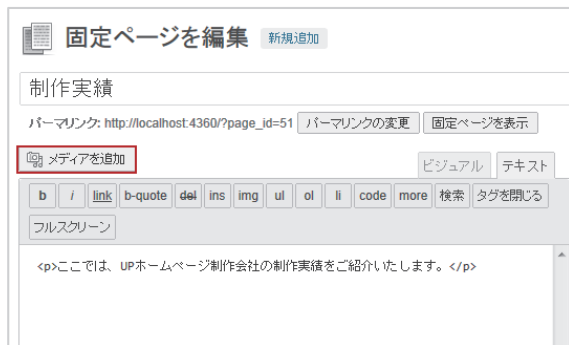 固定ページを編集 新規追加
制作実績
パーマリンク: http://localhost:4360/?page_id=51 パーマリンクの変更 固定ページを表示
メディアを追加
ビジュアル テキスト
b i link b-quote del ins img ul ol li code more 検索 タグを閉じる
フルスクリーン
<p>ここでは、UPホームページ制作会社の制作実績をご紹介いたします。</p>